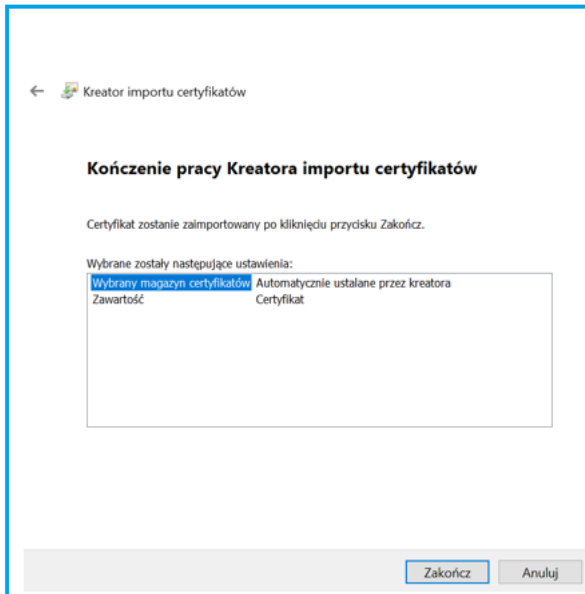 Kreator importu certyfikatów
Kończenie pracy Kreatora importu certyfikatów
Certyfikat zostanie zaimportowany po kliknięciu przycisku Zakończ.
Wybrane zostały następujące ustawienia:
Wybrany magazyn certyfikatów Automatycznie ustalane przez kreatora
Zawartość Certyfikat
Zakończ Anuluj